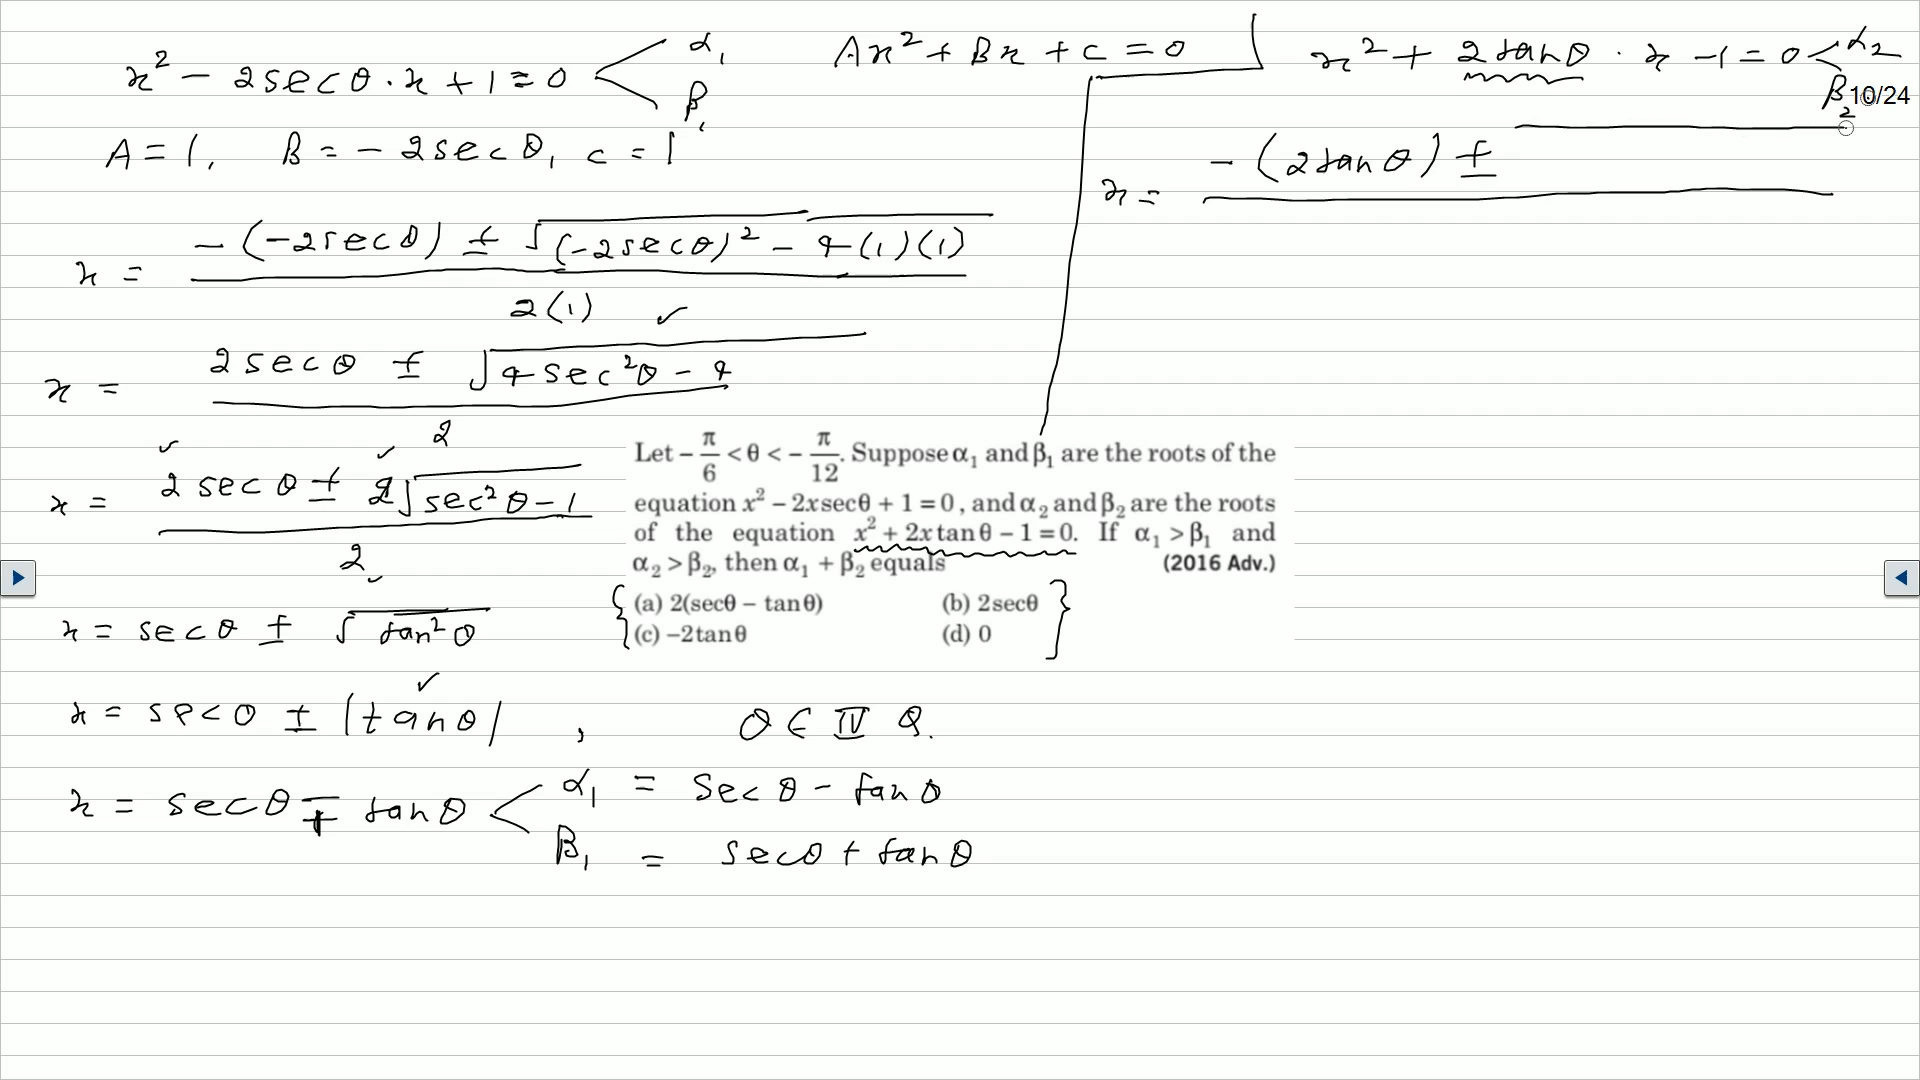 x² - 2secθ·x + 1 = 0 < α₁ β₁
A = 1, B = - 2secθ, c = 1
x = (-(-2secθ) ± √((-2secθ)² - 4(1)(1))) / 2(1) ✓
x = (2secθ ± √(4sec²θ - 4)) / 2
x = (2secθ ± 2√(sec²θ - 1)) / 2
x = secθ ± √(tan²θ)
x = secθ ± |tanθ| , θ ∈ IV Q.
x = secθ ∓ tanθ < α₁ = secθ - tanθ
β₁ = secθ + tanθ
Ax² + Bx + c = 0
x² + 2tanθ · x - 1 = 0 < α₂ β₂
10/24
x = -(2tanθ) ±
Let -π/6 < θ < -π/12. Suppose α₁ and β₁ are the roots of the
equation x² - 2x secθ + 1 = 0, and α₂ and β₂ are the roots
of the equation x² + 2x tanθ - 1 = 0. If α₁ > β₁ and
α₂ > β₂, then α₁ + β₂ equals (2016 Adv.)
(a) 2(secθ - tanθ) (b) 2secθ
(c) -2tanθ (d) 0